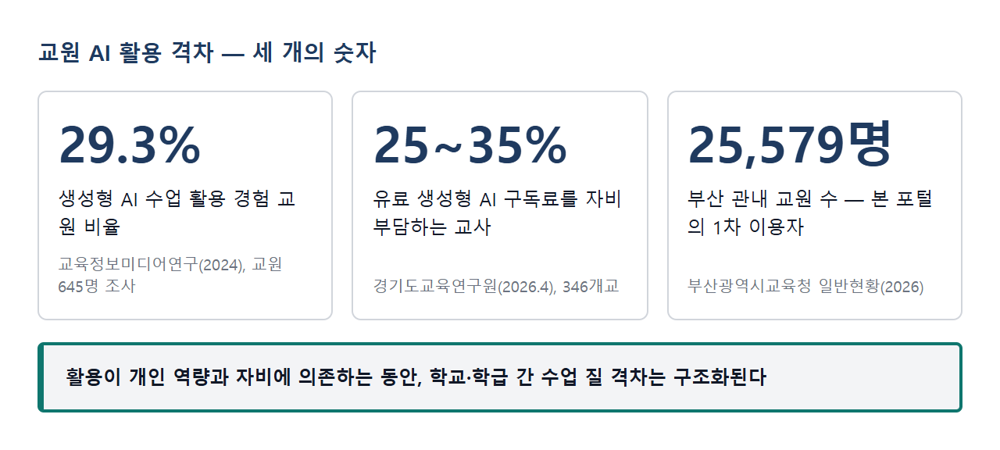 교원 AI 활용 격차 — 세 개의 숫자
29.3%
생성형 AI 수업 활용 경험 교
원 비율
교육정보미디어연구(2024), 교원
645명 조사
25~35%
유료 생성형 AI 구독료를 자비
부담하는 교사
경기도교육연구원(2026.4), 346개교
25,579명
부산 관내 교원 수 — 본 포털
의 1차 이용자
부산광역시교육청 일반현황(2026)
활용이 개인 역량과 자비에 의존하는 동안, 학교·학급 간 수업 질 격차는 구조화된다